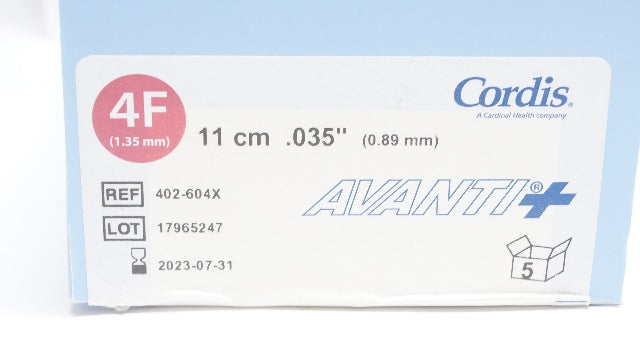 4F
(1.35 mm)
11 cm .035" (0.89 mm)
Cordis®
A Cardinal Health company
REF 402-604X
LOT 17965247
2023-07-31
AVANTI®+
5